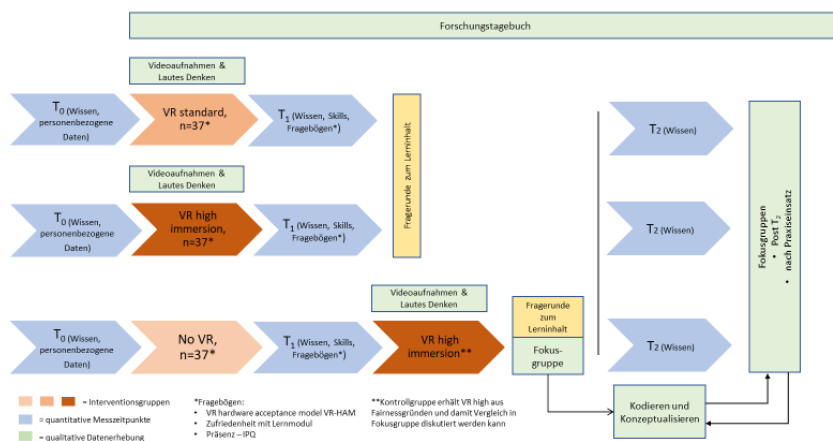 Forschungstagebuch
Videoaufnahmen &
Lautes Denken
T0 (Wissen,
personenbezogene
Daten)
VR standard,
n=37*
T1 (Wissen, Skills,
Fragebögen*)
Fragerunde zum Lerninhalt
T2 (Wissen)
Videoaufnahmen &
Lautes Denken
T0 (Wissen,
personenbezogene
Daten)
VR high
immersion,
n=37*
T1 (Wissen, Skills,
Fragebögen*)
T2 (Wissen)
Fokusgruppen
• Post T2
• nach Praxiseinsatz
Videoaufnahmen &
Lautes Denken
T0 (Wissen,
personenbezogene
Daten)
No VR,
n=37*
T1 (Wissen, Skills,
Fragebögen*)
VR high
immersion**
Fragerunde
zum
Lerninhalt
Fokus-
gruppe
T2 (Wissen)
Kodieren und
Konzeptualisieren
= Interventionsgruppen
= quantitative Messzeitpunkte
= qualitative Datenerhebung
*Fragebögen:
• VR hardware acceptance model VR-HAM
• Zufriedenheit mit Lernmodul
• Präsenz – IPQ
**Kontrollgruppe erhält VR high aus
Fairnessgründen und damit Vergleich in
Fokusgruppe diskutiert werden kann